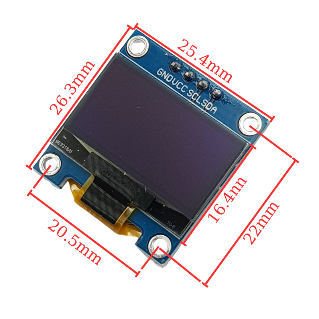 25.4mm
26.3mm
GND VCC SCL SDA
16.4mm
22mm
20.5mm